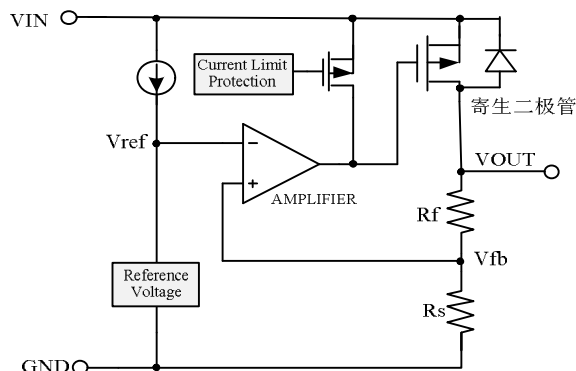 VIN
Current Limit
Protection
寄生二极管
Vref
VOUT
AMPLIFIER
Rf
Vfb
Reference
Voltage
Rs
GND